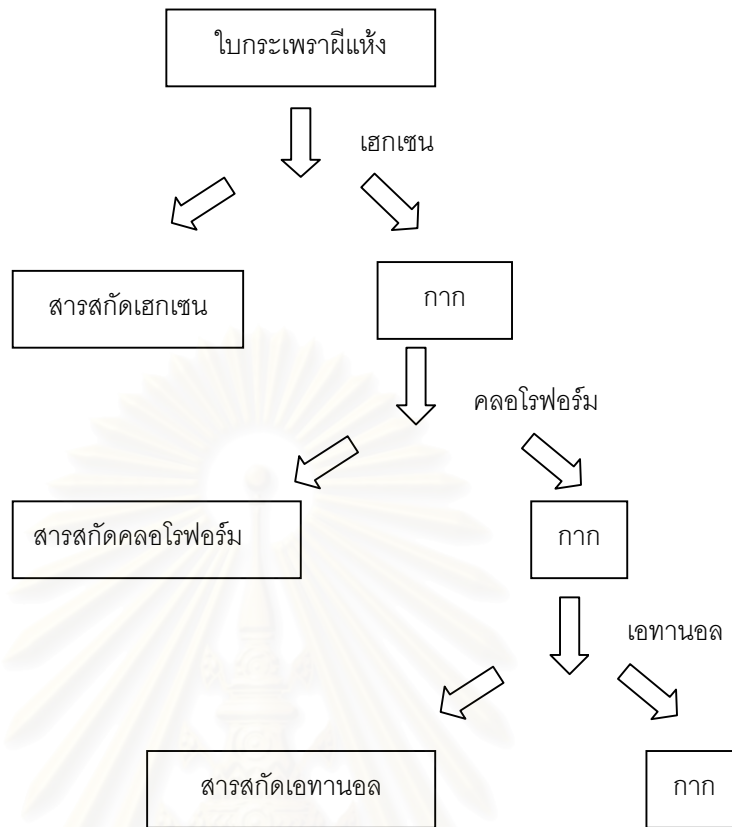 ใบกระเพราผีแห้ง
เฮกเซน
สารสกัดเฮกเซน
กาก
คลอโรฟอร์ม
สารสกัดคลอโรฟอร์ม
กาก
เอทานอล
สารสกัดเอทานอล
กาก